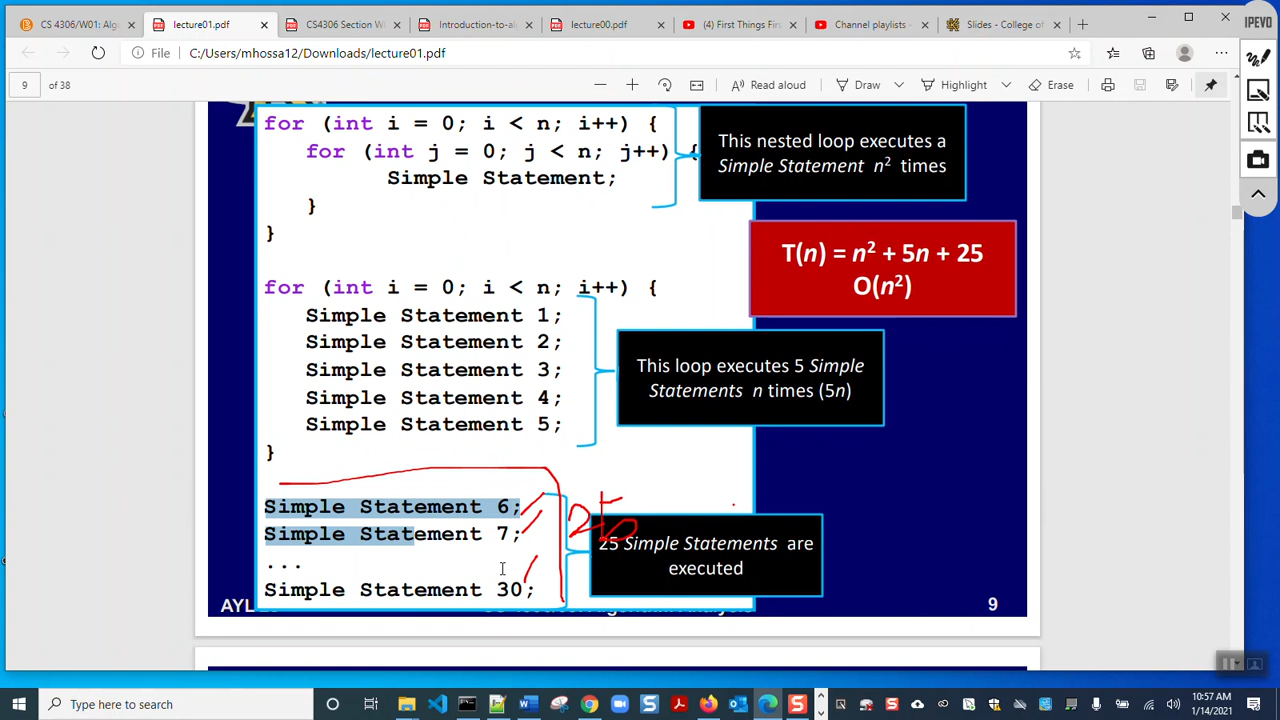 CS 4306/W01: Alg
lecture01.pdf
CS4306 Section W
Introduction-to-al
lecture00.pdf
(4) First Things Fir
Channel playlists -
Slides - College of
IPEVO
File C:/Users/mhossa12/Downloads/lecture01.pdf
9 of 38
Read aloud
Draw
Highlight
Erase
for (int i = 0; i < n; i++) {
for (int j = 0; j < n; j++) {
Simple Statement;
}
}
This nested loop executes a
Simple Statement n² times
T(n) = n² + 5n + 25
O(n²)
for (int i = 0; i < n; i++) {
Simple Statement 1;
Simple Statement 2;
Simple Statement 3;
Simple Statement 4;
Simple Statement 5;
}
This loop executes 5 Simple
Statements n times (5n)
Simple Statement 6;
Simple Statement 7;
...
Simple Statement 30;
25
25 Simple Statements are
executed
9
Type here to search
10:57 AM
1/14/2021